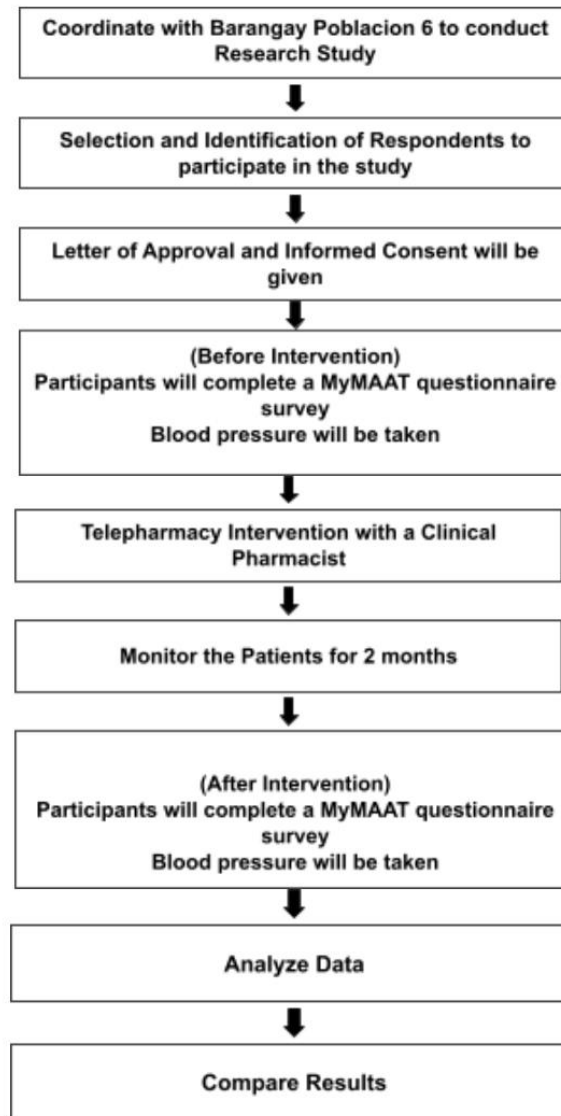 Coordinate with Barangay Poblacion 6 to conduct
Research Study
Selection and Identification of Respondents to
participate in the study
Letter of Approval and Informed Consent will be
given
(Before Intervention)
Participants will complete a MyMAAT questionnaire
survey
Blood pressure will be taken
Telepharmacy Intervention with a Clinical
Pharmacist
Monitor the Patients for 2 months
(After Intervention)
Participants will complete a MyMAAT questionnaire
survey
Blood pressure will be taken
Analyze Data
Compare Results